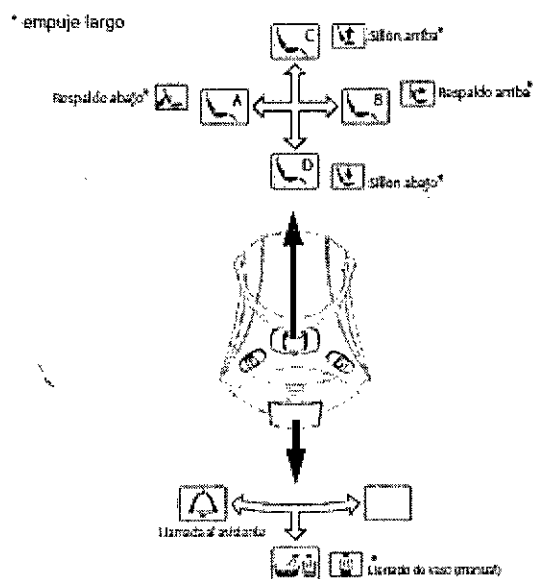 * empuje largo
C
Sillón arriba*
Respaldo abajo*
A
B
Respaldo arriba*
D
Sillón abajo*
Llamada al asistente
*
Llenado de vaso (manual)